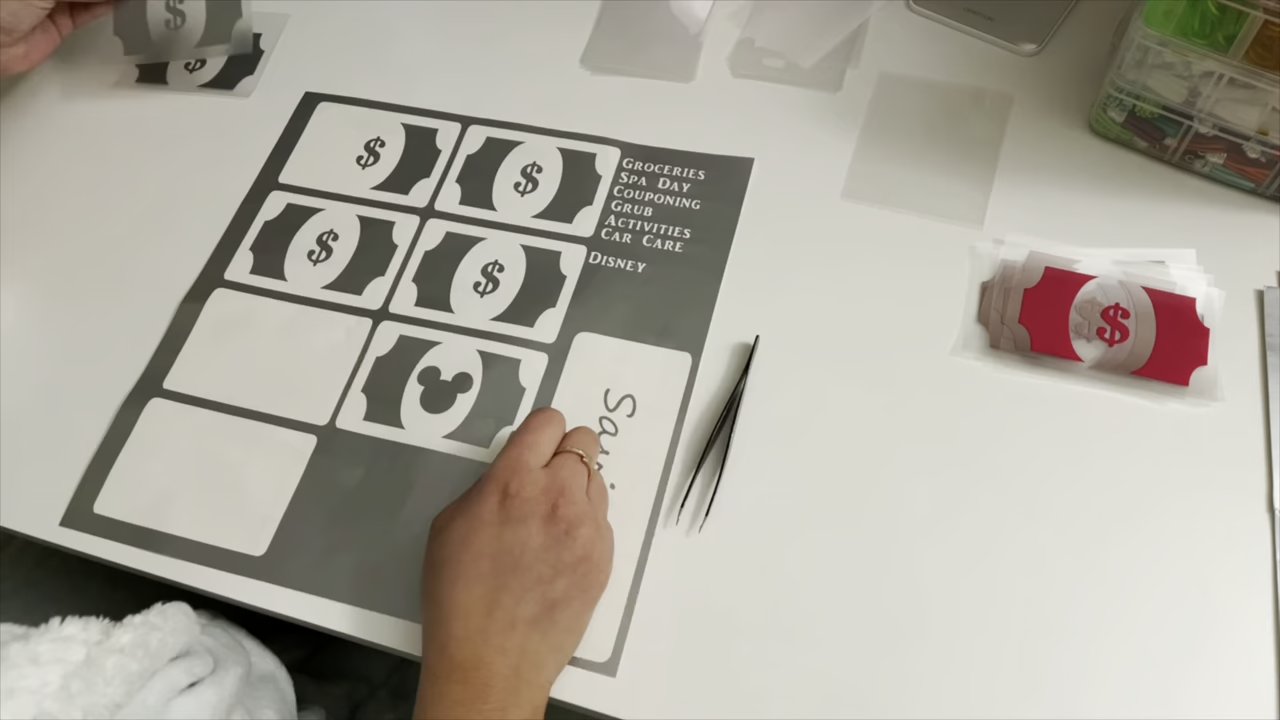 $
$
$
$
$
$
$
GROCERIES
SPA DAY
COUPONING
GRUB
ACTIVITIES
CAR CARE
DISNEY